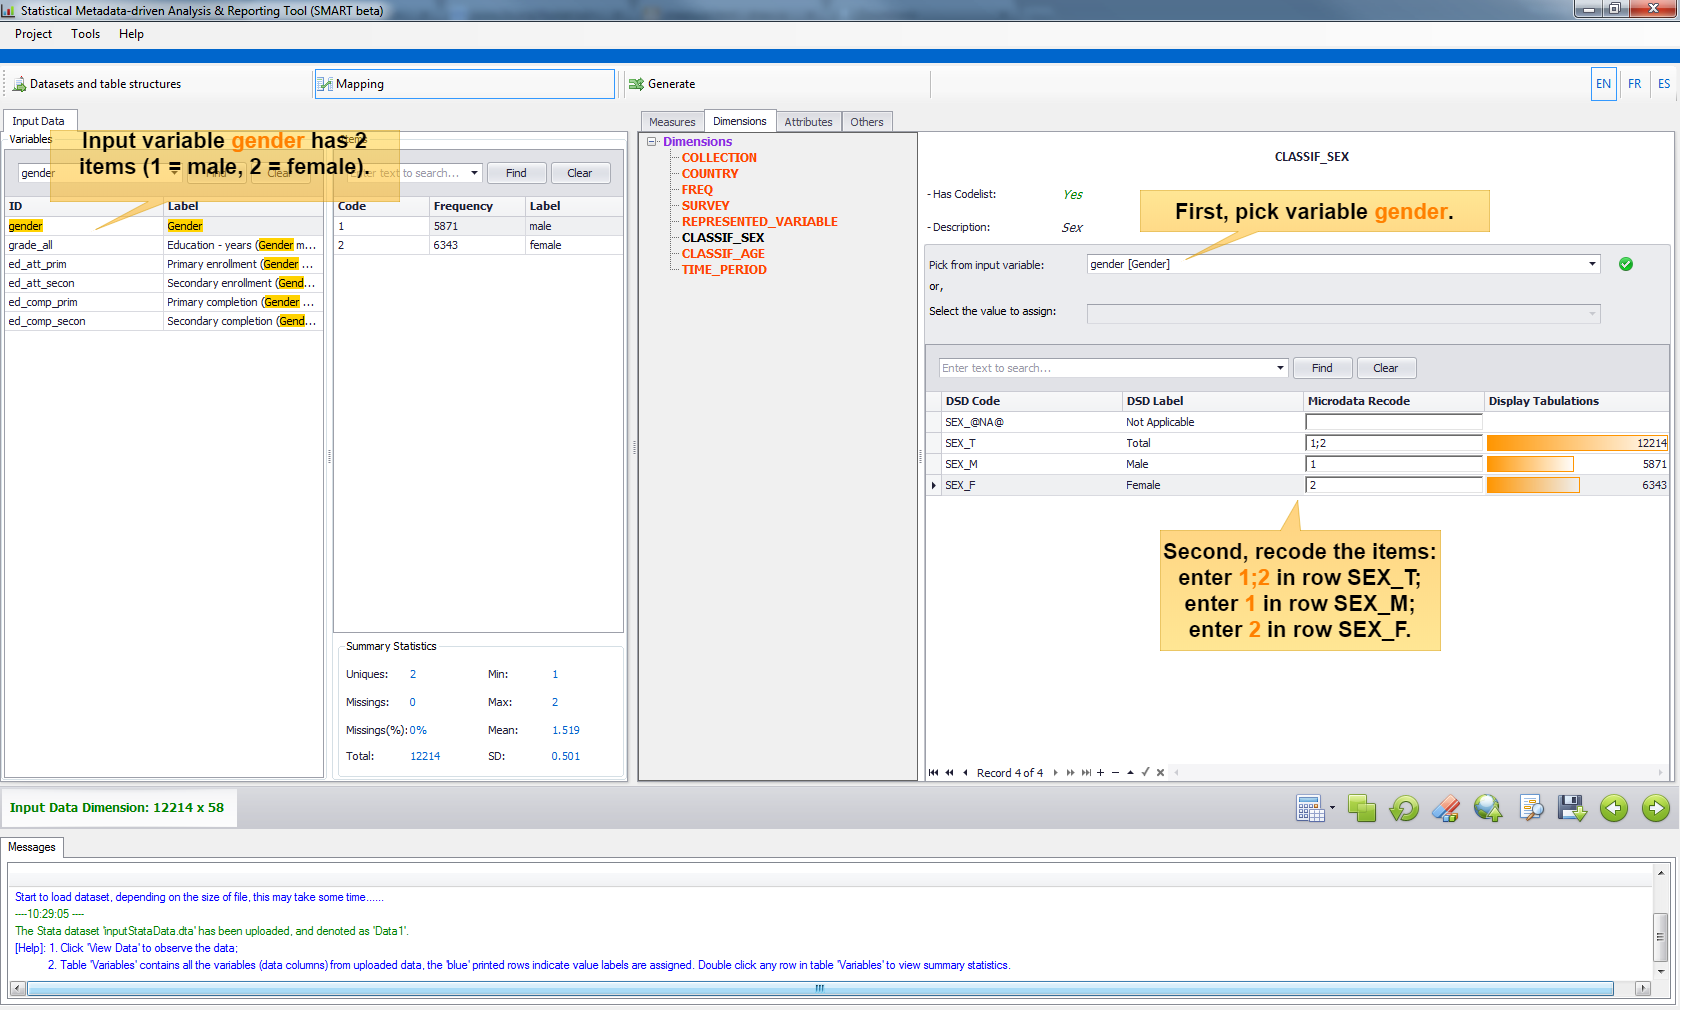 Statistical Metadata-driven Analysis & Reporting Tool (SMART beta)
Project Tools Help
Datasets and table structures
Mapping
Generate
EN FR ES
Input Data
Variables
Input variable gender has 2
items (1 = male, 2 = female).
gender
Find Clear
Enter text to search...
Find Clear
ID Label
gender Gender
grade_all Education - years (Gender m...
ed_att_prim Primary enrollment (Gender ...
ed_att_secon Secondary enrollment (Gend...
ed_comp_prim Primary completion (Gender ...
ed_comp_secon Secondary completion (Gend...
Code Frequency Label
1 5871 male
2 6343 female
Summary Statistics
Uniques: 2 Min: 1
Missings: 0 Max: 2
Missings(%): 0% Mean: 1.519
Total: 12214 SD: 0.501
Measures Dimensions Attributes Others
Dimensions
COLLECTION
COUNTRY
FREQ
SURVEY
REPRESENTED_VARIABLE
CLASSIF_SEX
CLASSIF_AGE
TIME_PERIOD
CLASSIF_SEX
- Has Codelist: Yes
- Description: Sex
First, pick variable gender.
Pick from input variable: gender [Gender]
or,
Select the value to assign:
Enter text to search...
Find Clear
DSD Code DSD Label Microdata Recode Display Tabulations
SEX_@NA@ Not Applicable
SEX_T Total 1;2 12214
SEX_M Male 1 5871
SEX_F Female 2 6343
Second, recode the items:
enter 1;2 in row SEX_T;
enter 1 in row SEX_M;
enter 2 in row SEX_F.
Record 4 of 4
Input Data Dimension: 12214 x 58
Messages
Start to load dataset, depending on the size of file, this may take some time......
----10:29:05 ----
The Stata dataset 'inputStataData.dta' has been uploaded, and denoted as 'Data1'.
[Help]: 1. Click 'View Data' to observe the data;
2. Table 'Variables' contains all the variables (data columns) from uploaded data, the 'blue' printed rows indicate value labels are assigned. Double click any row in table 'Variables' to view summary statistics.